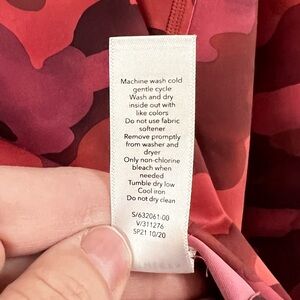 Machine wash cold
gentle cycle
Wash and dry
inside out with
like colors
Do not use fabric
softener
Remove promptly
from washer and
dryer
Only non-chlorine
bleach when
needed
Tumble dry low
Cool iron
Do not dry clean
S/632061-00
V/311276
SP21 10/20